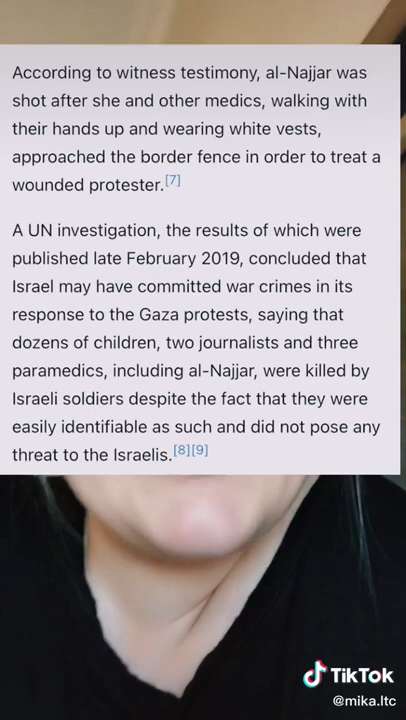 According to witness testimony, al-Najjar was
shot after she and other medics, walking with
their hands up and wearing white vests,
approached the border fence in order to treat a
wounded protester.[7]
A UN investigation, the results of which were
published late February 2019, concluded that
Israel may have committed war crimes in its
response to the Gaza protests, saying that
dozens of children, two journalists and three
paramedics, including al-Najjar, were killed by
Israeli soldiers despite the fact that they were
easily identifiable as such and did not pose any
threat to the Israelis.[8][9]
TikTok
@mika.ltc